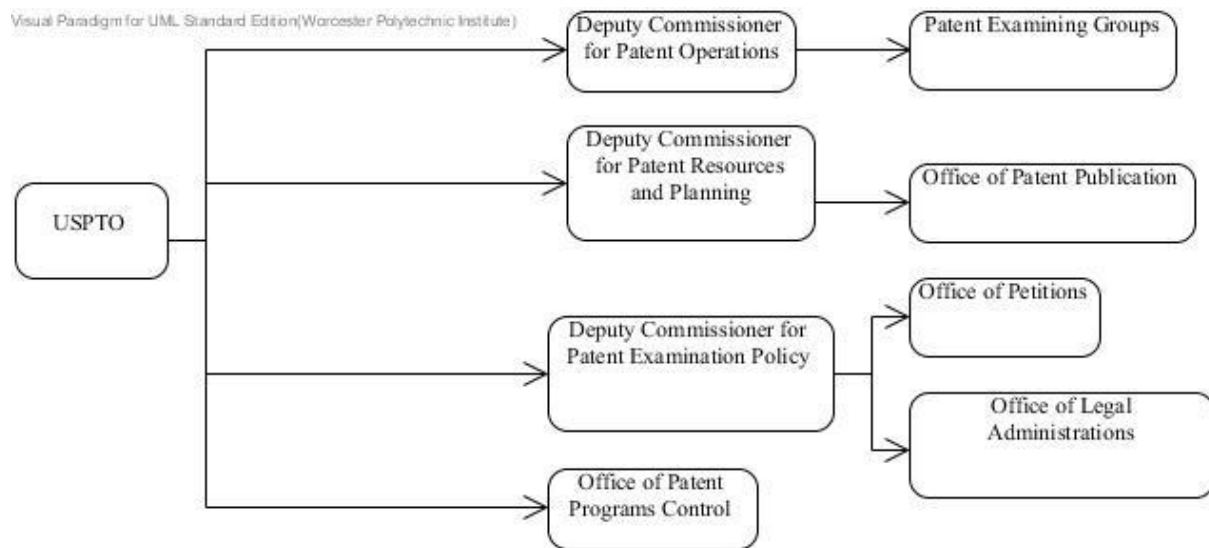 Visual Paradigm for UML Standard Edition(Worcester Polytechnic Institute)
Deputy Commissioner
for Patent Operations
Patent Examining Groups
Deputy Commissioner
for Patent Resources
and Planning
Office of Patent Publication
USPTO
Office of Petitions
Deputy Commissioner for
Patent Examination Policy
Office of Legal
Administrations
Office of Patent
Programs Control